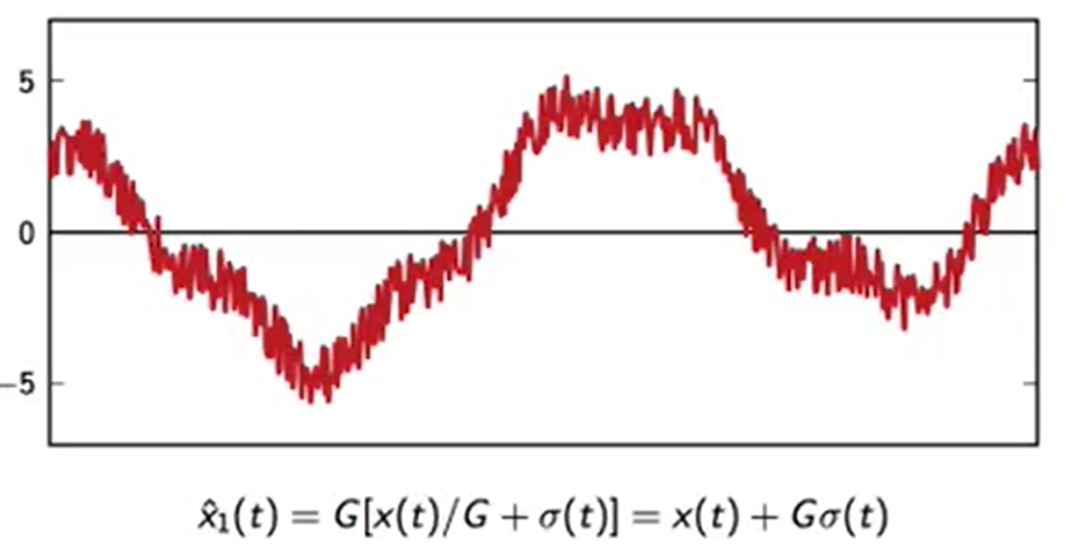 5
0
−5
x̂₁(t) = G[x(t)/G + σ(t)] = x(t) + Gσ(t)